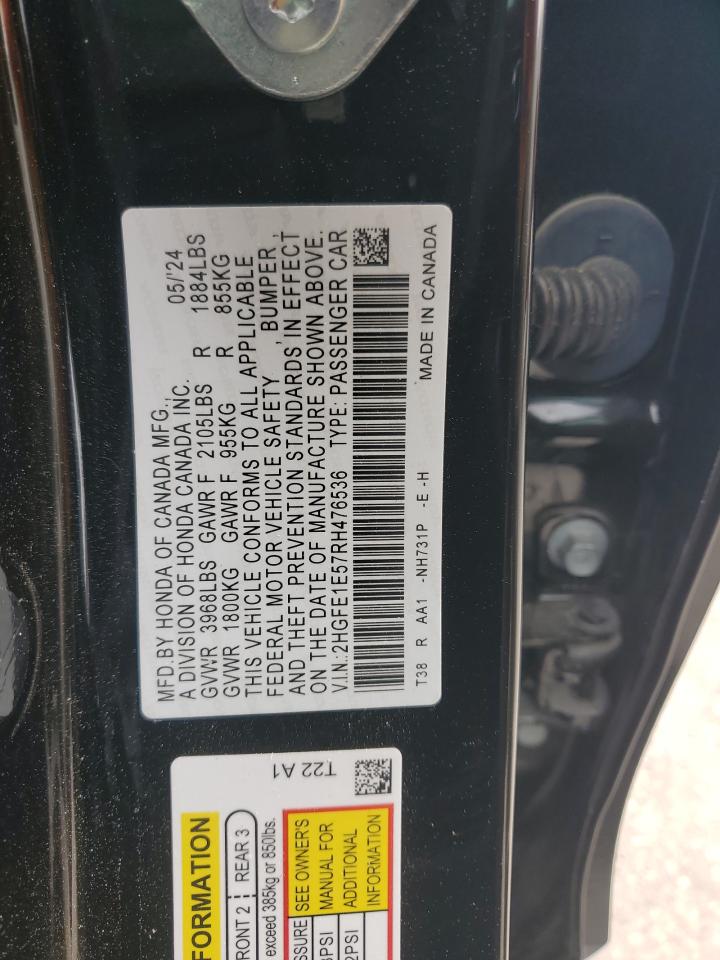 MFD.BY HONDA OF CANADA MFG.,
A DIVISION OF HONDA CANADA INC. 05/'24
GVWR 3968LBS GAWR F 2105LBS R 1884LBS
GVWR 1800KG GAWR F 955KG R 855KG
THIS VEHICLE CONFORMS TO ALL APPLICABLE
FEDERAL MOTOR VEHICLE SAFETY , BUMPER ,
AND THEFT PREVENTION STANDARDS IN EFFECT
ON THE DATE OF MANUFACTURE SHOWN ABOVE.
V.I.N.:2HGFE1E57RH476536 TYPE: PASSENGER CAR
T38 R AA1 -NH731P -E -H MADE IN CANADA
FORMATION
FRONT 2 REAR 3
exceed 385kg or 850lbs.
SEE OWNER'S
MANUAL FOR
ADDITIONAL
INFORMATION
T22 A1